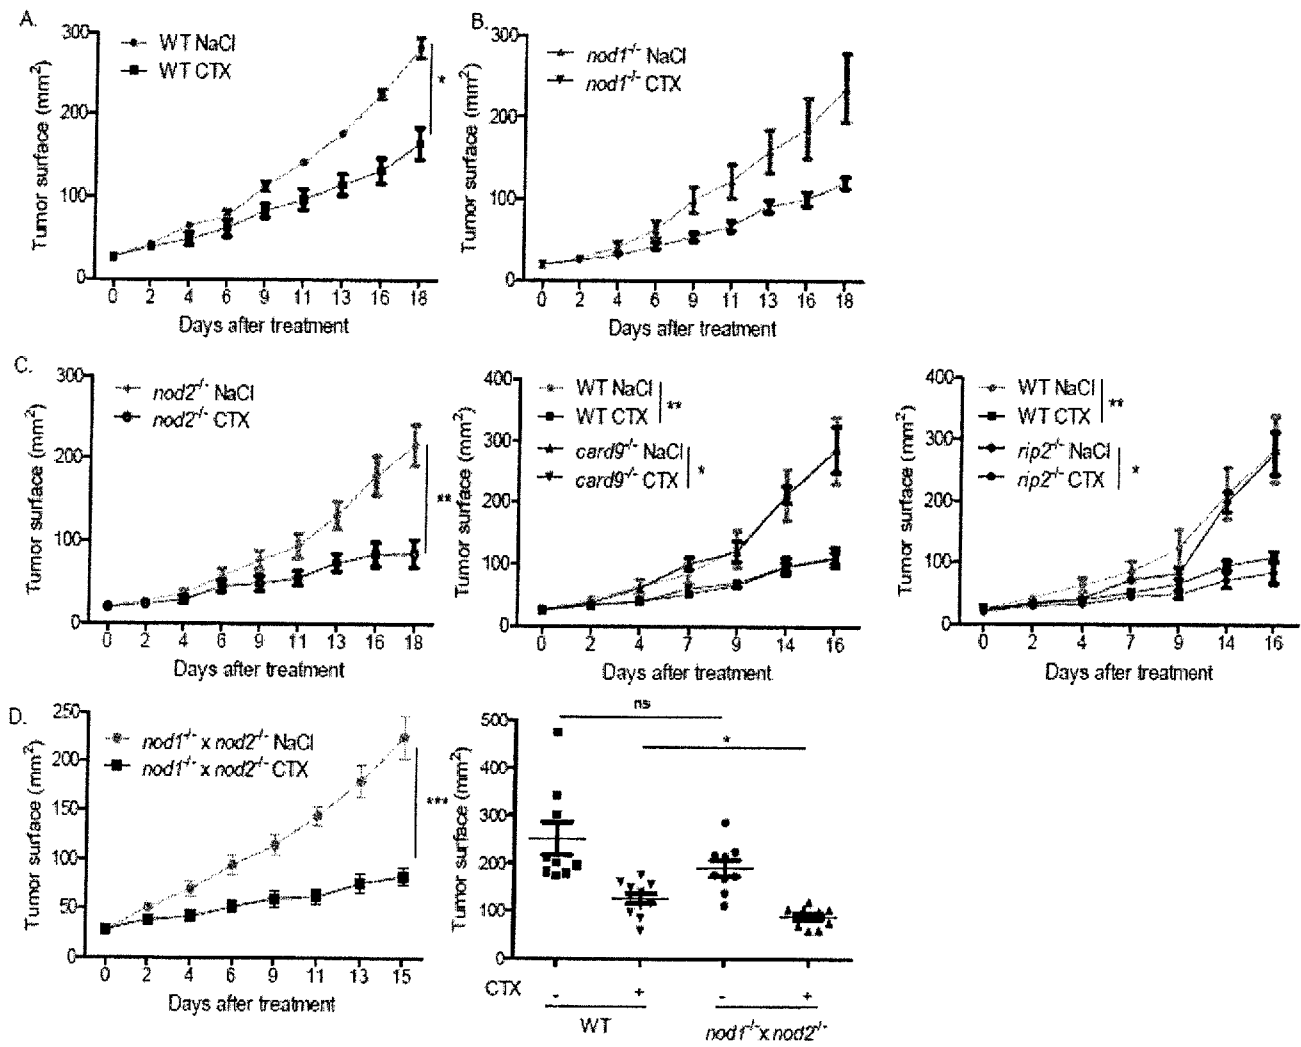 A.
300
200
100
0
Tumor surface (mm²)
WT NaCl
WT CTX
*
0 2 4 6 9 11 13 16 18
Days after treatment
B.
300
200
100
0
Tumor surface (mm²)
nod1⁻/⁻ NaCl
nod1⁻/⁻ CTX
0 2 4 6 9 11 13 16 18
Days after treatment
C.
300
200
100
0
Tumor surface (mm²)
nod2⁻/⁻ NaCl
nod2⁻/⁻ CTX
**
0 2 4 6 9 11 13 16 18
Days after treatment
400
300
200
100
0
Tumor surface (mm²)
WT NaCl
WT CTX
**
card9⁻/⁻ NaCl
card9⁻/⁻ CTX
*
0 2 4 7 9 14 16
Days after treatment
400
300
200
100
0
Tumor surface (mm²)
WT NaCl
WT CTX
**
rip2⁻/⁻ NaCl
rip2⁻/⁻ CTX
*
0 2 4 7 9 14 16
Days after treatment
D.
250
200
150
100
50
0
Tumor surface (mm²)
nod1⁻/⁻ x nod2⁻/⁻ NaCl
nod1⁻/⁻ x nod2⁻/⁻ CTX
***
0 2 4 6 9 11 13 15
Days after treatment
500
400
300
200
100
0
Tumor surface (mm²)
ns
*
CTX - + - +
WT nod1⁻/⁻x nod2⁻/⁻